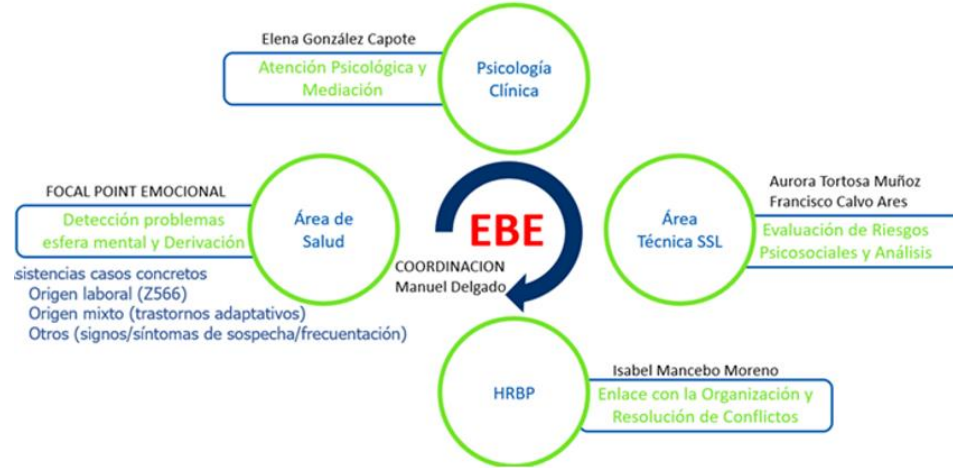 Elena González Capote
Atención Psicológica y
Mediación
Psicología
Clínica
FOCAL POINT EMOCIONAL
Detección problemas
esfera mental y Derivación
Área de
Salud
sistencias casos concretos
Origen laboral (Z566)
Origen mixto (trastornos adaptativos)
Otros (signos/síntomas de sospecha/frecuentación)
EBE
COORDINACION
Manuel Delgado
Área
Técnica SSL
Aurora Tortosa Muñoz
Francisco Calvo Ares
Evaluación de Riesgos
Psicosociales y Análisis
HRBP
Isabel Mancebo Moreno
Enlace con la Organización y
Resolución de Conflictos